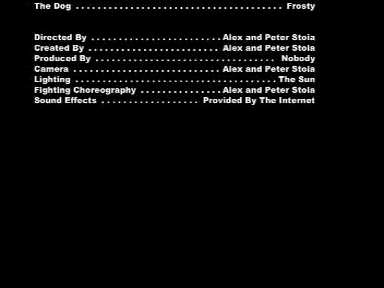 The Dog ..................................... Frosty
Directed By ....................... Alex and Peter Stoia
Created By ........................ Alex and Peter Stoia
Produced By ................................ Nobody
Camera .......................... Alex and Peter Stoia
Lighting .................................... The Sun
Fighting Choreography .............. Alex and Peter Stoia
Sound Effects .................. Provided By The Internet